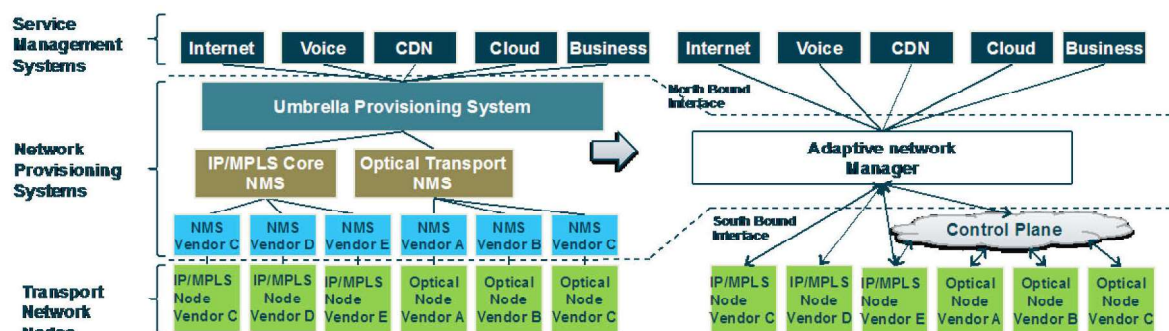 Service
Management
Systems
Internet
Voice
CDN
Cloud
Business
Internet
Voice
CDN
Cloud
Business
North Bound
Interface
Umbrella Provisioning System
Network
Provisioning
Systems
IP/MPLS Core
NMS
Optical Transport
NMS
Adaptive network
Manager
NMS
Vendor C
NMS
Vendor D
NMS
Vendor E
NMS
Vendor A
NMS
Vendor B
NMS
Vendor C
South Bound
Interface
Control Plane
Transport
Network
Nodes
IP/MPLS
Node
Vendor C
IP/MPLS
Node
Vendor D
IP/MPLS
Node
Vendor E
Optical
Node
Vendor A
Optical
Node
Vendor B
Optical
Node
Vendor C
IP/MPLS
Node
Vendor C
IP/MPLS
Node
Vendor D
IP/MPLS
Node
Vendor E
Optical
Node
Vendor A
Optical
Node
Vendor B
Optical
Node
Vendor C